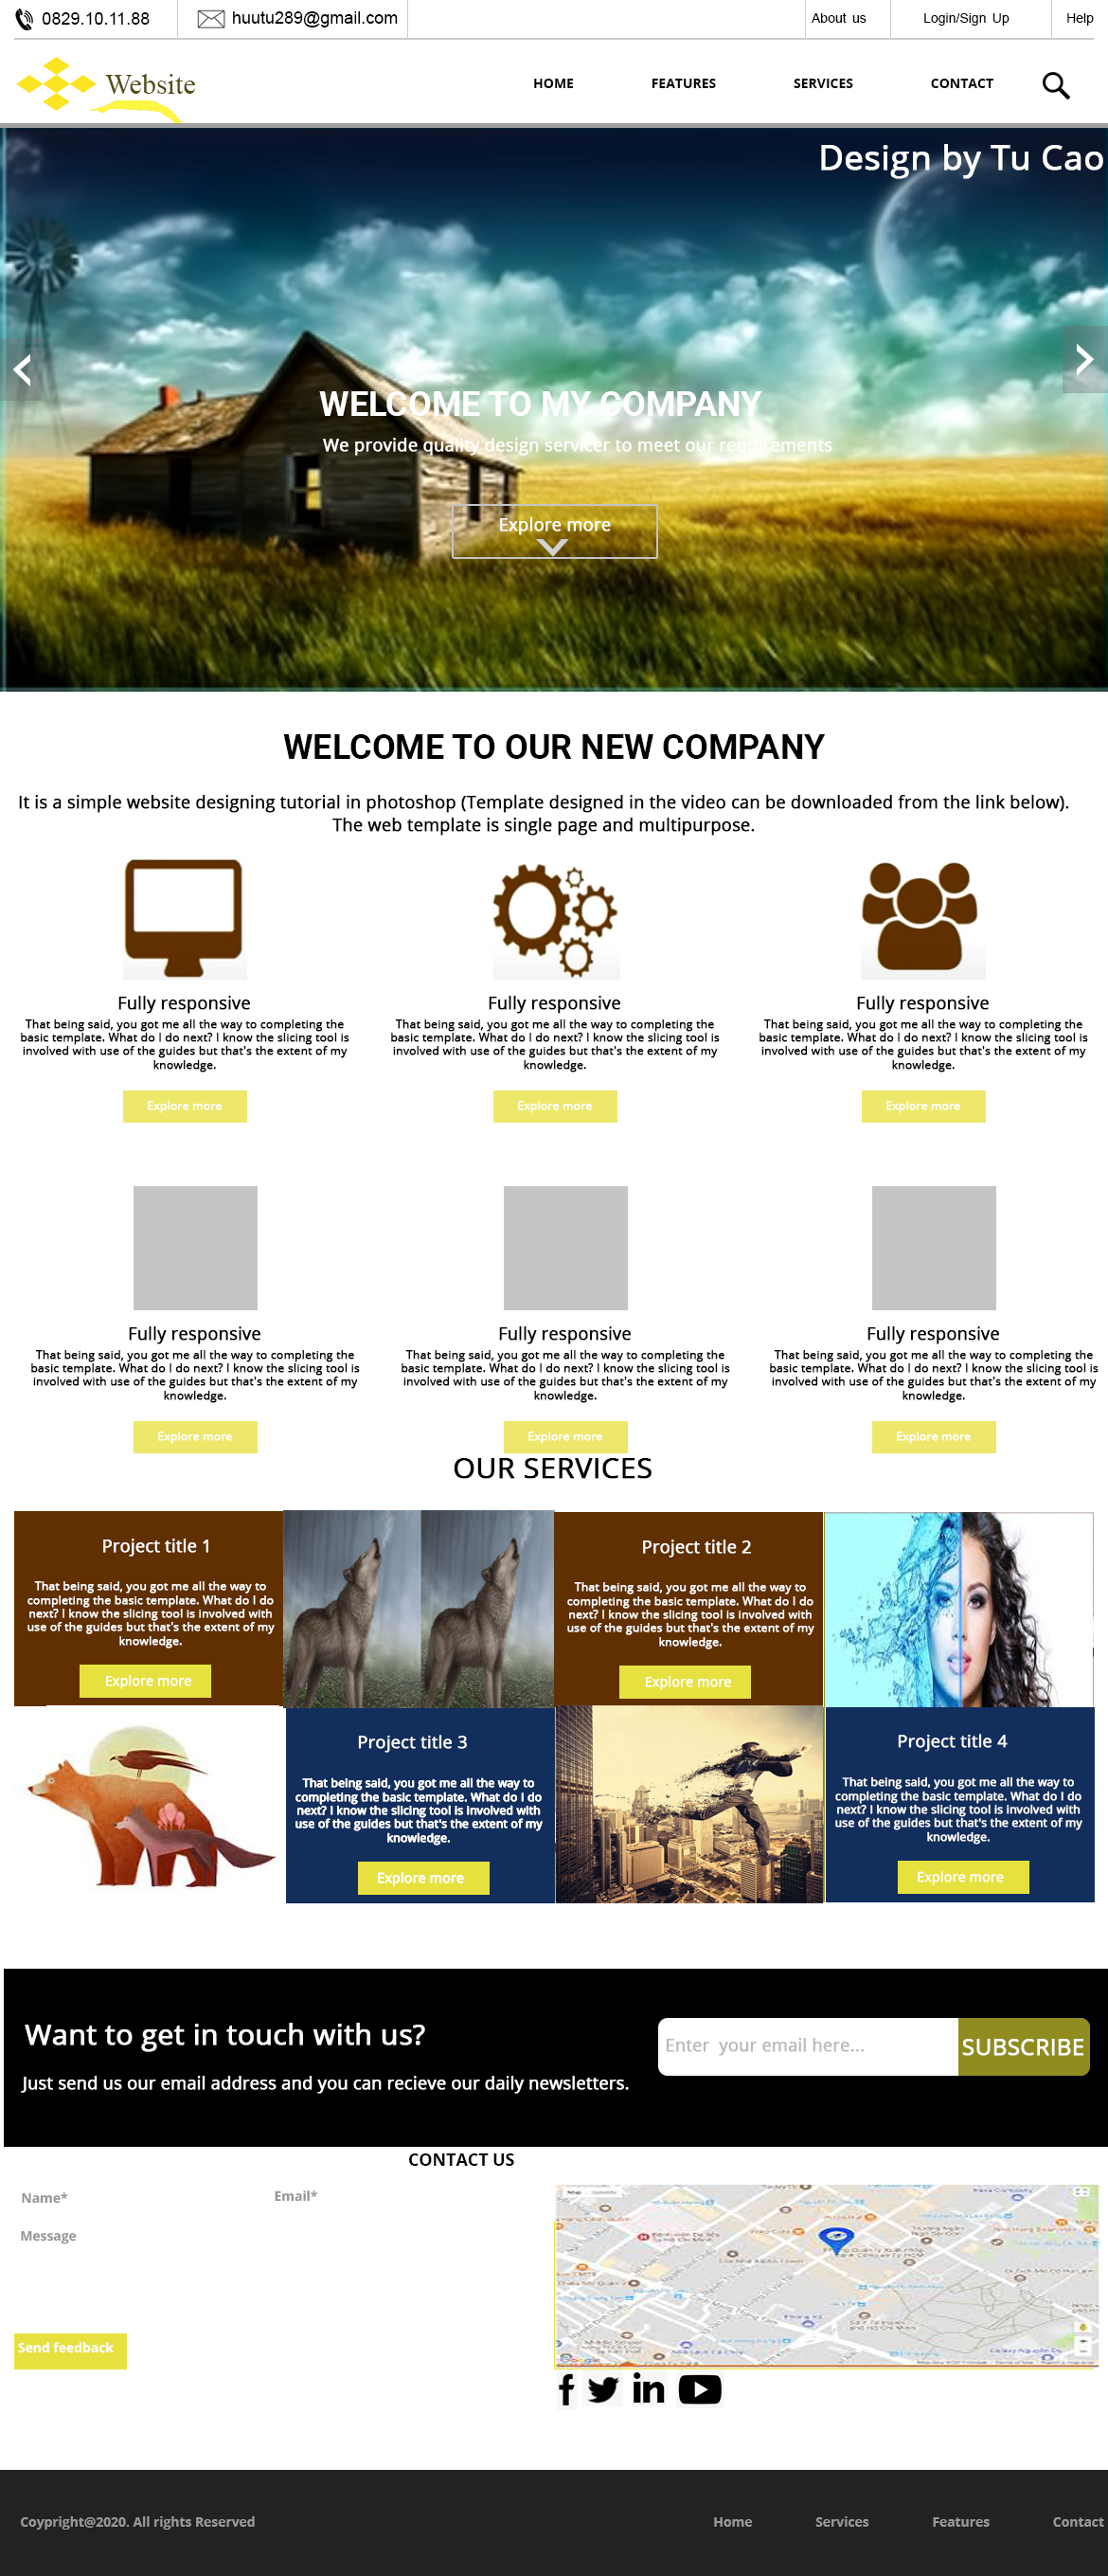 0829.10.11.88
huutu289@gmail.com
About us
Login/Sign Up
Help
Website
HOME
FEATURES
SERVICES
CONTACT
Design by Tu Cao
WELCOME TO MY COMPANY
We provide quality design servicer to meet our requirements
Explore more
WELCOME TO OUR NEW COMPANY
It is a simple website designing tutorial in photoshop (Template designed in the video can be downloaded from the link below).
The web template is single page and multipurpose.
Fully responsive
That being said, you got me all the way to completing the
basic template. What do I do next? I know the slicing tool is
involved with use of the guides but that's the extent of my
knowledge.
Explore more
Fully responsive
That being said, you got me all the way to completing the
basic template. What do I do next? I know the slicing tool is
involved with use of the guides but that's the extent of my
knowledge.
Explore more
Fully responsive
That being said, you got me all the way to completing the
basic template. What do I do next? I know the slicing tool is
involved with use of the guides but that's the extent of my
knowledge.
Explore more
Fully responsive
That being said, you got me all the way to completing the
basic template. What do I do next? I know the slicing tool is
involved with use of the guides but that's the extent of my
knowledge.
Explore more
Fully responsive
That being said, you got me all the way to completing the
basic template. What do I do next? I know the slicing tool is
involved with use of the guides but that's the extent of my
knowledge.
Explore more
Fully responsive
That being said, you got me all the way to completing the
basic template. What do I do next? I know the slicing tool is
involved with use of the guides but that's the extent of my
knowledge.
Explore more
OUR SERVICES
Project title 1
That being said, you got me all the way to
completing the basic template. What do I do
next? I know the slicing tool is involved with
use of the guides but that's the extent of my
knowledge.
Explore more
Project title 2
That being said, you got me all the way to
completing the basic template. What do I do
next? I know the slicing tool is involved with
use of the guides but that's the extent of my
knowledge.
Explore more
Project title 3
That being said, you got me all the way to
completing the basic template. What do I do
next? I know the slicing tool is involved with
use of the guides but that's the extent of my
knowledge.
Explore more
Project title 4
That being said, you got me all the way to
completing the basic template. What do I do
next? I know the slicing tool is involved with
use of the guides but that's the extent of my
knowledge.
Explore more
Want to get in touch with us?
Just send us our email address and you can recieve our daily newsletters.
Enter your email here...
SUBSCRIBE
CONTACT US
Name*
Email*
Message
Send feedback
Coypright@2020. All rights Reserved
Home
Services
Features
Contact